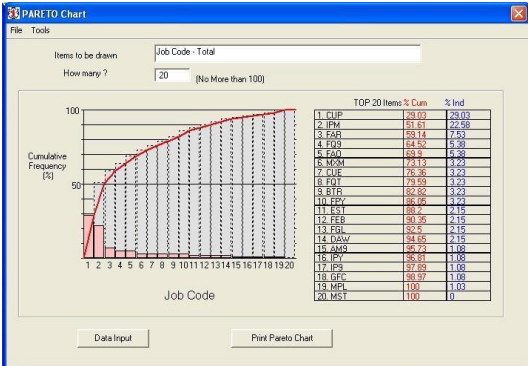 PARETO Chart
File Tools
Items to be drawn
Job Code - Total
How many ?
20
(No More than 100)
TOP 20 Items % Cum % Ind
1. CUP 29.03 29.03
2. IPM 51.61 22.58
3. FAR 59.14 7.53
4. FQ9 64.52 5.38
5. FAO 69.9 5.38
6. MXM 73.13 3.23
7. CUE 76.36 3.23
8. FQT 79.59 3.23
9. BTR 82.82 3.23
10. FPY 86.05 3.23
11. EST 88.2 2.15
12. FEB 90.35 2.15
13. FGL 92.5 2.15
14. DAW 94.65 2.15
15. AM9 95.73 1.08
16. IPY 96.81 1.08
17. IP9 97.89 1.08
18. GFC 98.97 1.08
19. MPL 100 1.03
20. MST 100 0
100
Cumulative
Frequency
(%)
50
1 2 3 4 5 6 7 8 9 10 11 12 13 14 15 16 17 18 19 20
Job Code
Data Input
Print Pareto Chart